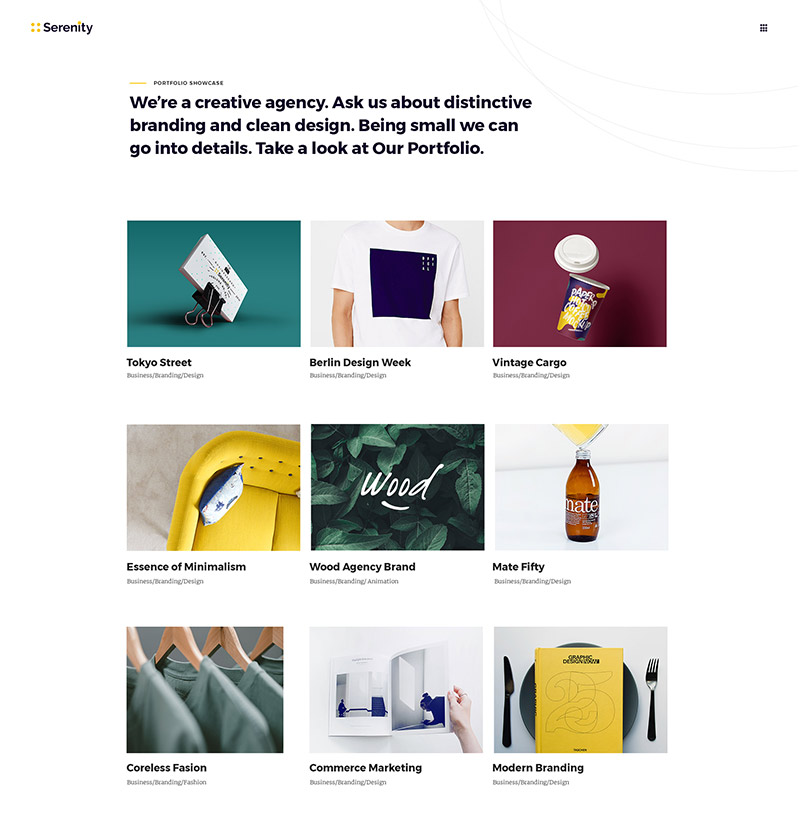 Serenity
PORTFOLIO SHOWCASE
We're a creative agency. Ask us about distinctive
branding and clean design. Being small we can
go into details. Take a look at Our Portfolio.
Tokyo Street
Business/Branding/Design
Berlin Design Week
Business/Branding/Design
Vintage Cargo
Business/Branding/Design
Wood
mate
Essence of Minimalism
Business/Branding/Design
Wood Agency Brand
Business/Branding/ Animation
Mate Fifty
Business/Branding/Design
GRAPHIC
DESIGN
TASCHEN
Coreless Fasion
Business/Branding/Fashion
Commerce Marketing
Business/Branding/Design
Modern Branding
Business/Branding/Design